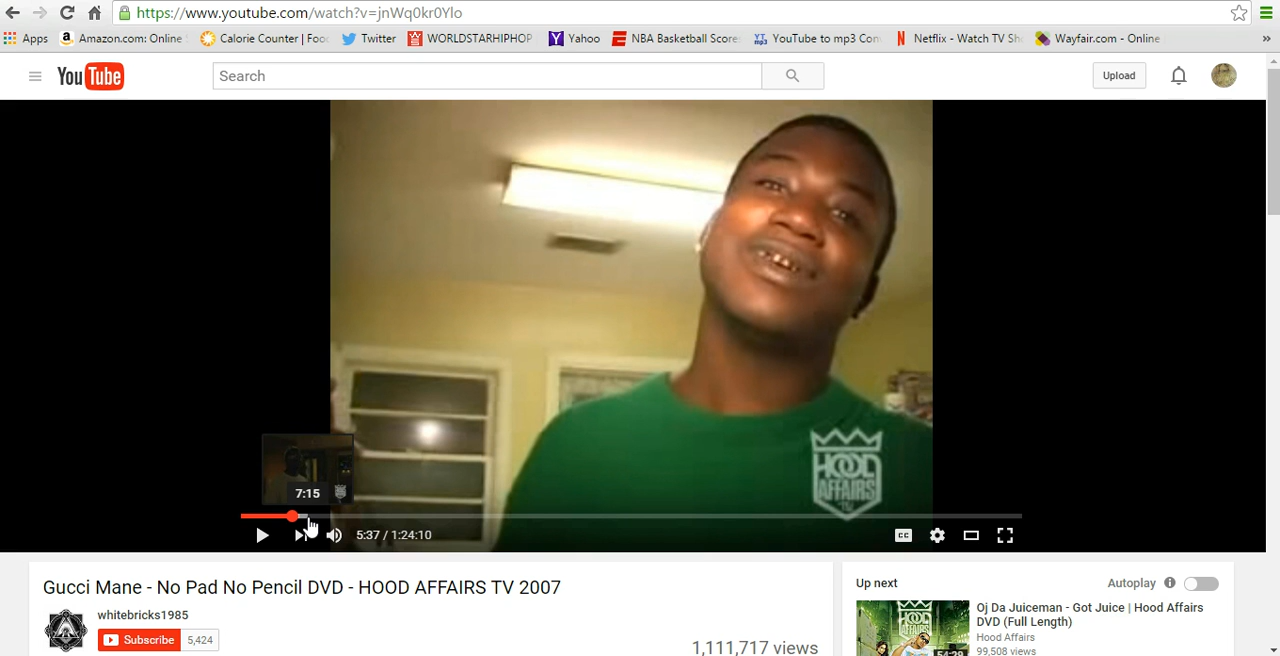 https://www.youtube.com/watch?v=jnWq0kr0Ylo
Apps Amazon.com: Online Calorie Counter | Foo Twitter WORLDSTARHIPHOP Yahoo NBA Basketball Score YouTube to mp3 Con Netflix - Watch TV Sh Wayfair.com - Online
YouTube
Search
Upload
HOOD
AFFAIRS
TV
7:15
5:37 / 1:24:10
CC
Gucci Mane - No Pad No Pencil DVD - HOOD AFFAIRS TV 2007
whitebricks1985
Subscribe 5,424
1,111,717 views
Up next
Autoplay
Oj Da Juiceman - Got Juice | Hood Affairs
DVD (Full Length)
Hood Affairs
99,508 views
54:29